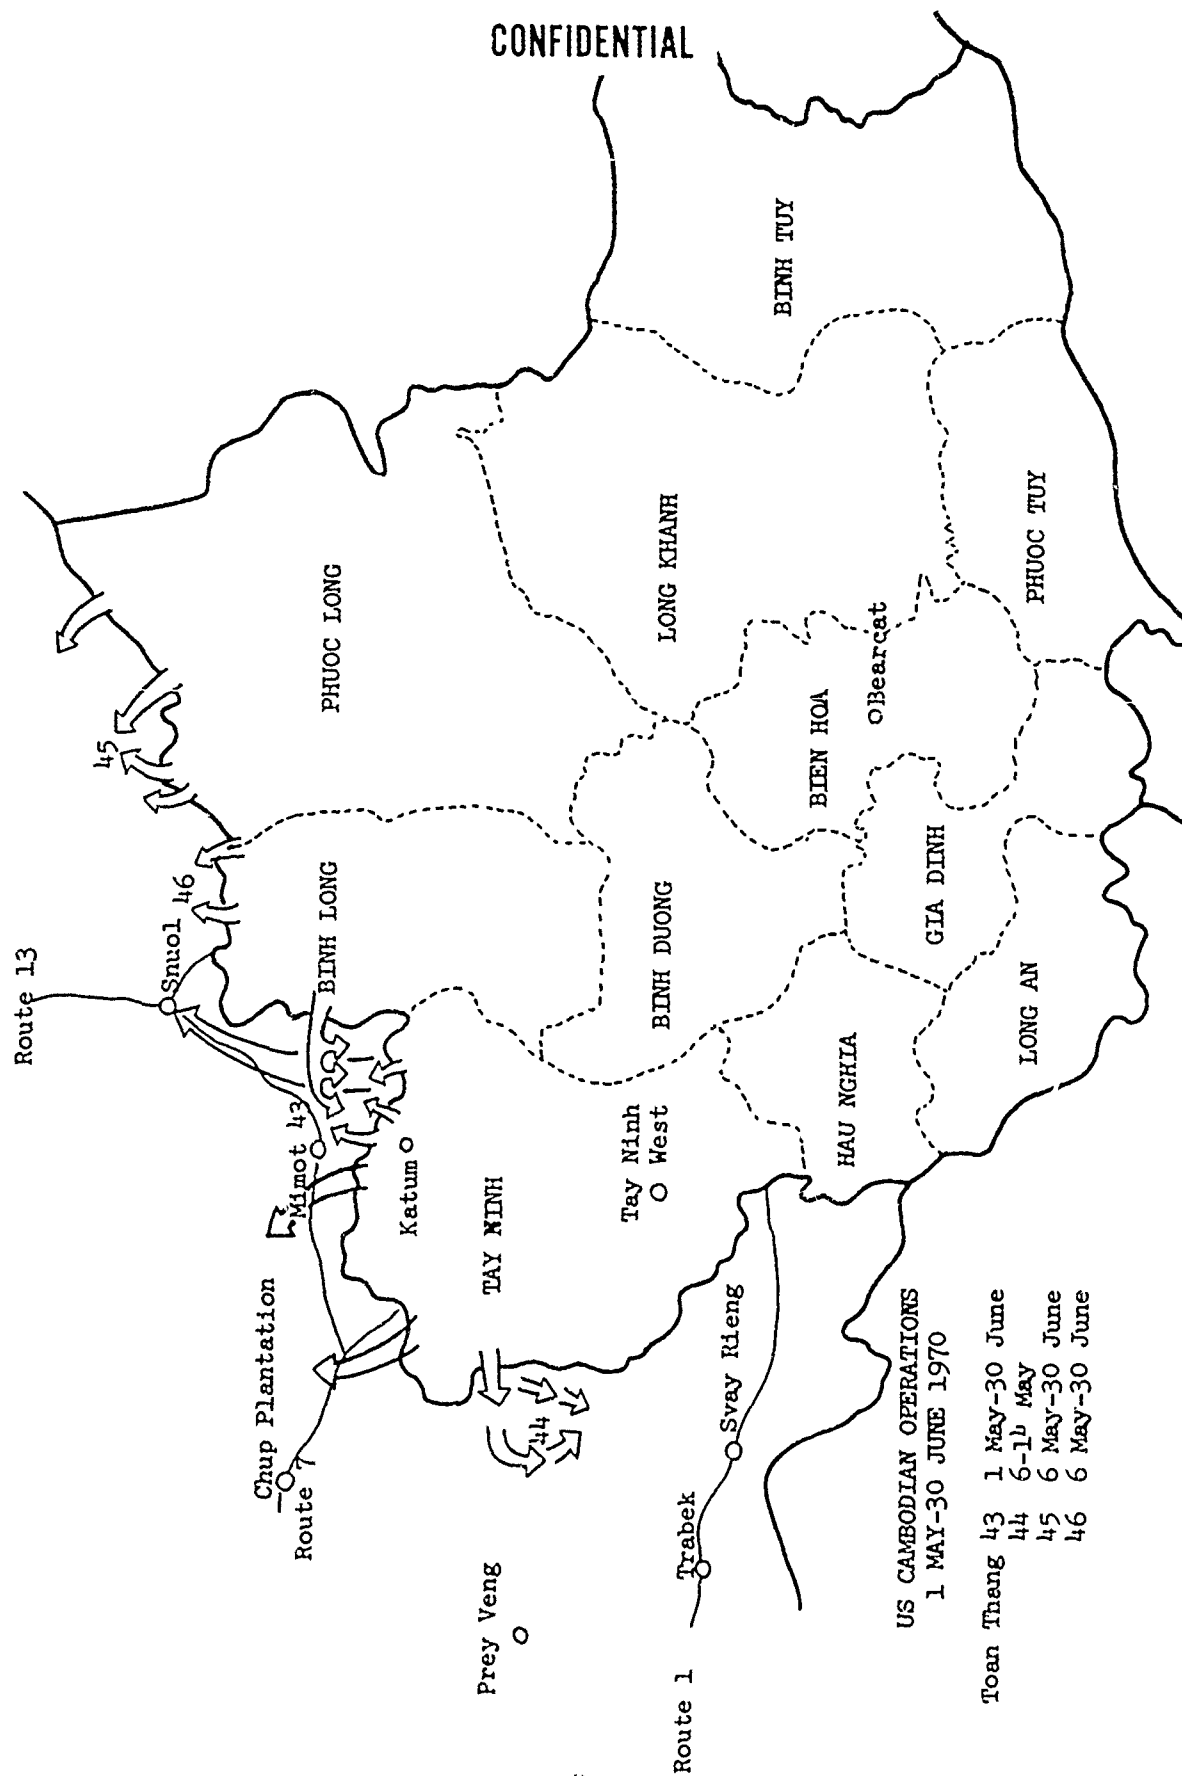 CONFIDENTIAL
Route 13
Snuol
46
45
Chup Plantation
Route 7
Mimot 43
BINH LONG
PHUOC LONG
Katum
Prey Veng
44
TAY NINH
Tay Ninh
West
BINH DUONG
LONG KHANH
Route 1
Trabek
Svay Rieng
BINH TUY
HAU NGHIA
BIEN HOA
Bearcat
GIA DINH
LONG AN
PHUOC TUY
US CAMBODIAN OPERATIONS
1 MAY-30 JUNE 1970
Toan Thang 43 1 May-30 June
44 6-14 May
45 6 May-30 June
46 6 May-30 June